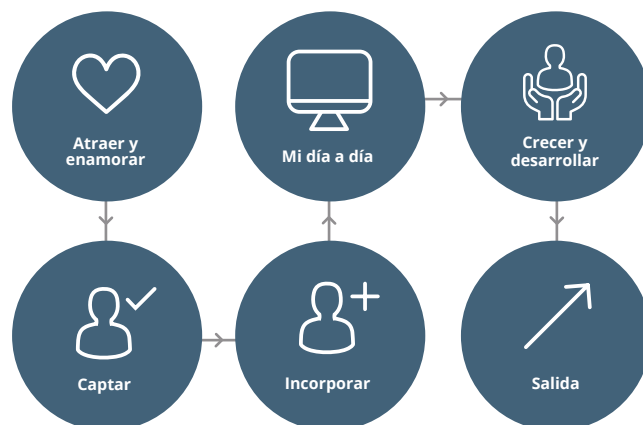 Atraer y
enamorar
Mi día a día
Crecer y
desarrollar
Captar
Incorporar
Salida